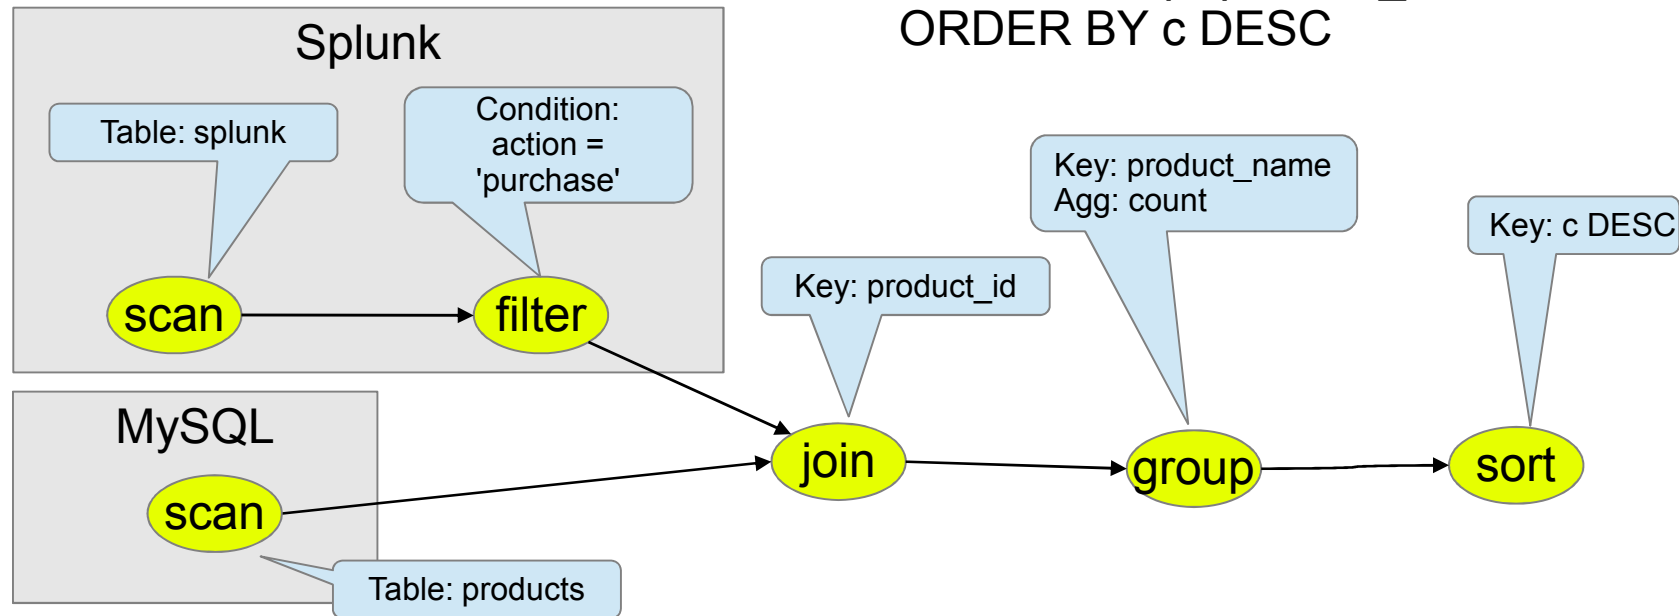 ORDER BY c DESC
Splunk
Table: splunk
Condition:
action =
'purchase'
Key: product_name
Agg: count
Key: c DESC
Key: product_id
scan
filter
MySQL
join
group
sort
scan
Table: products